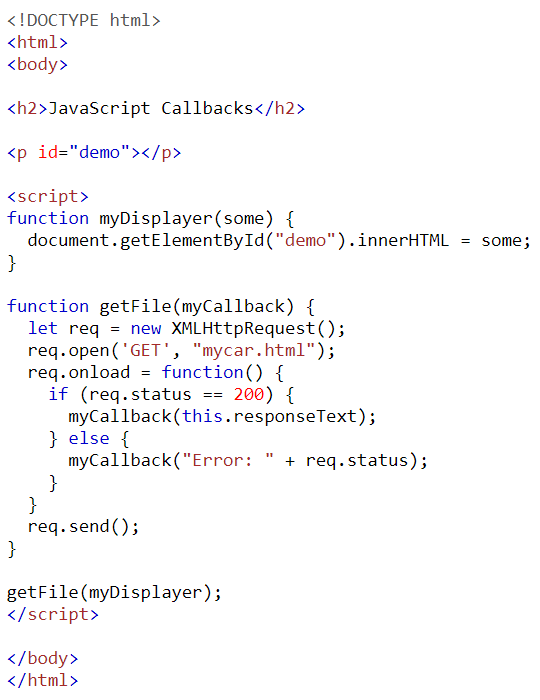 <!DOCTYPE html>
<html>
<body>

<h2>JavaScript Callbacks</h2>

<p id="demo"></p>

<script>
function myDisplayer(some) {
  document.getElementById("demo").innerHTML = some;
}

function getFile(myCallback) {
  let req = new XMLHttpRequest();
  req.open('GET', "mycar.html");
  req.onload = function() {
    if (req.status == 200) {
      myCallback(this.responseText);
    } else {
      myCallback("Error: " + req.status);
    }
  }
  req.send();
}

getFile(myDisplayer);
</script>

</body>
</html>